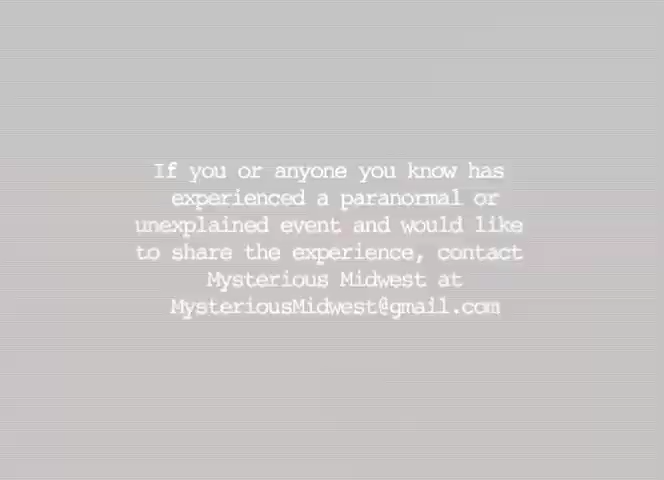 If you or anyone you know has
experienced a paranormal or
unexplained event and would like
to share the experience, contact
Mysterious Midwest at
MysteriousMidwest@gmail.com